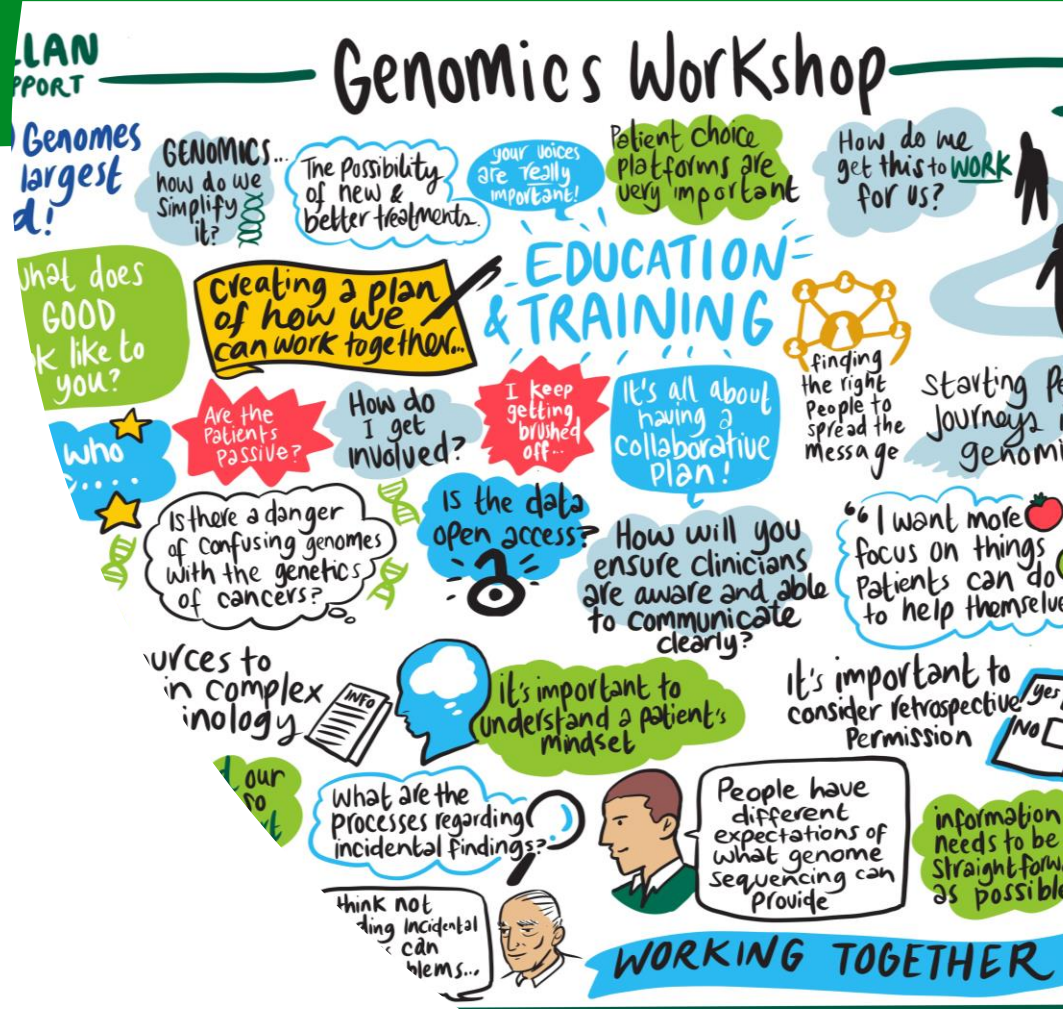 Genomics Workshop
Genomes
largest
GENOMICS...
how do we
simplify
it?
The possibility
of new &
better treatments.
your voices
are really
important!
Patient choice
platforms are
very important
How do we
get this to WORK
for us?
What does
GOOD
like to
you?
Creating a plan
of how we
can work together...
EDUCATION
& TRAINING
finding
the right
People to
spread the
message
Starting
Journeys
Are the
Patients
Passive?
How do
I get
involved?
I keep
getting
brushed
off...
It's all about
having a
collaborative
Plan!
who
.....
Is there a danger
of confusing genomes
with the genetics
of cancers?
Is the data
open access?
How will you
ensure clinicians
are aware and able
to communicate
clearly?
"I want more
focus on things
Patients can do
to help
to
complex
INFO
it's important to
understand a patient's
mindset
It's important to
consider retrospective
Permission
yes
NO
our
so
What are the
processes regarding
incidental findings?
People have
different
expectations of
what genome
sequencing can
Provide
information
needs to be
as
think not
incidental
can
WORKING TOGETHER